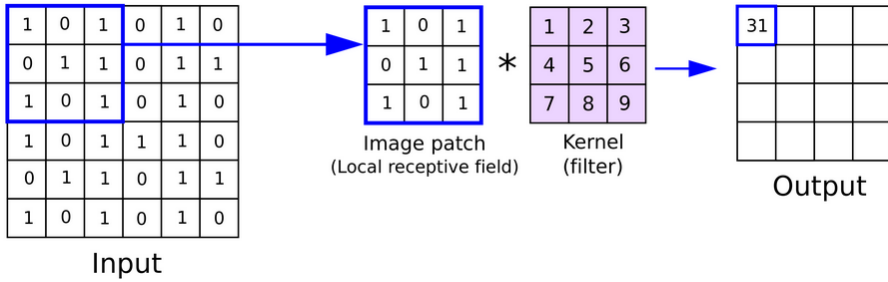 1 0 1 0 1 0
0 1 1 0 1 1
1 0 1 0 1 0
1 0 1 1 1 0
0 1 1 0 1 1
1 0 1 0 1 0
Input
1 0 1
0 1 1
1 0 1
Image patch
(Local receptive field)
*
1 2 3
4 5 6
7 8 9
Kernel
(filter)
31
Output